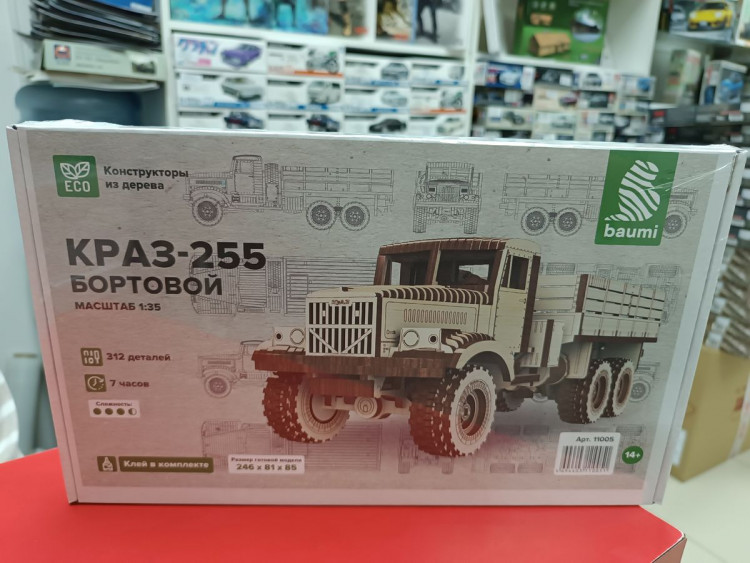 ECO
Конструкторы
из дерева
baumi
КРАЗ-255
БОРТОВОЙ
МАСШТАБ 1:35
312 деталей
7 часов
Сложность
Клей в комплекте
Размер готовой модели
246 x 81 x 85
Арт. 11005
14+